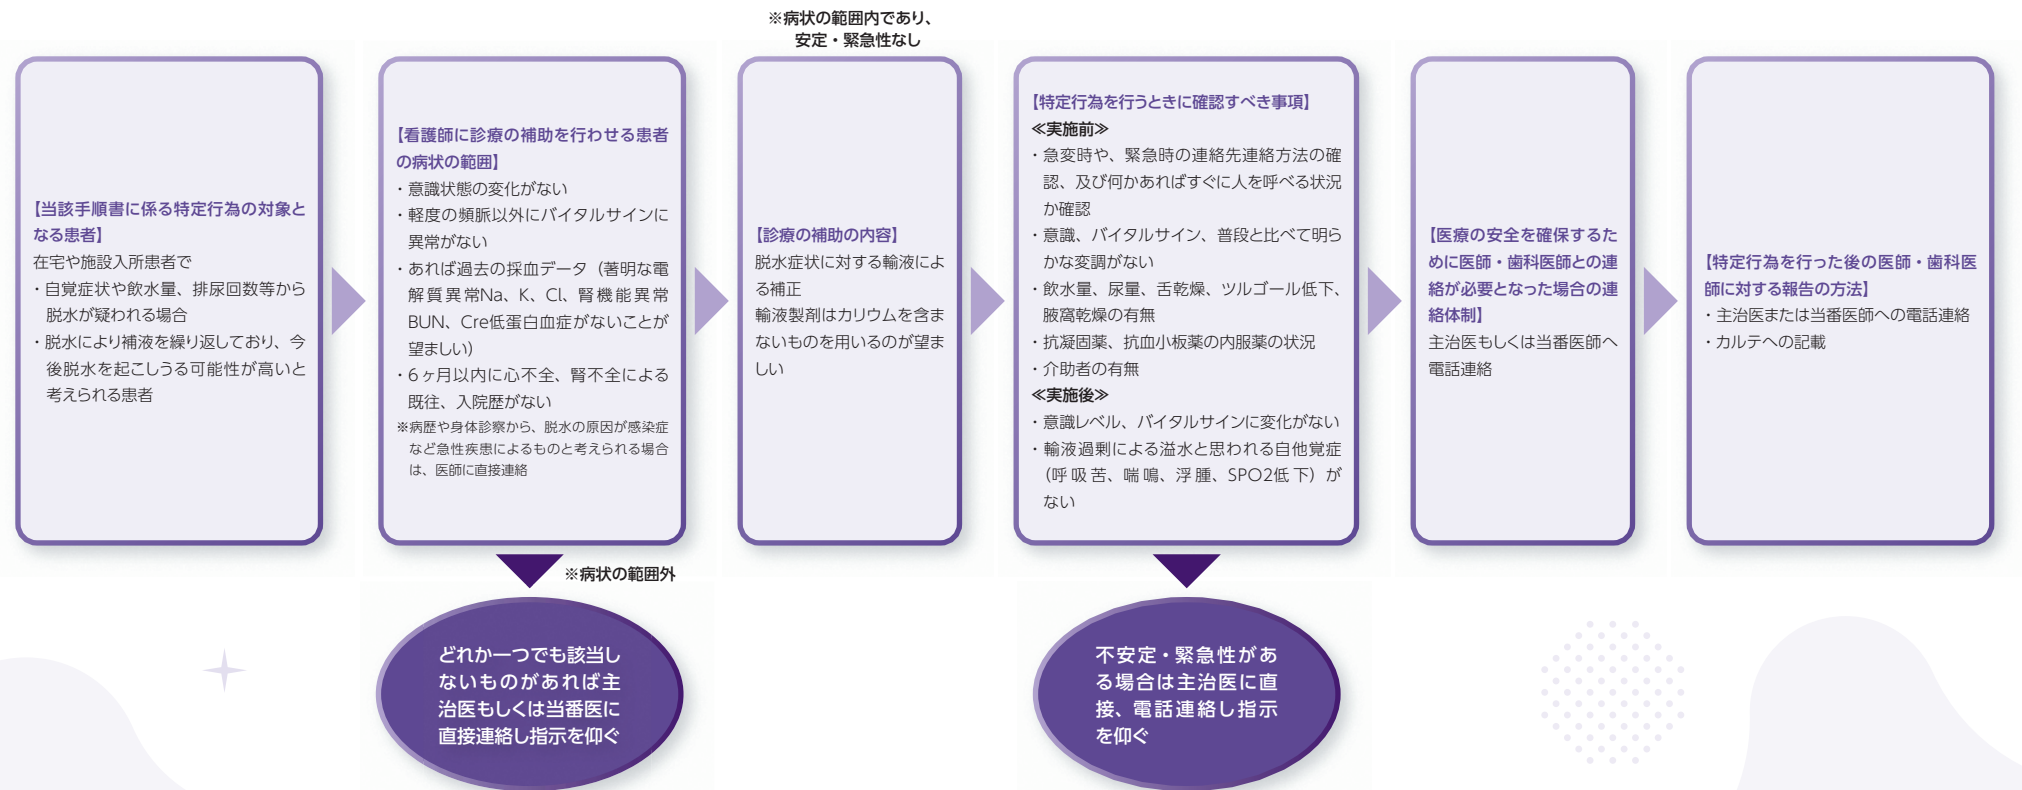 ※病状の範囲内であり、
安定・緊急性なし
【当該手順書に係る特定行為の対象と
なる患者】
在宅や施設入所患者で
・自覚症状や飲水量、排尿回数等から
脱水が疑われる場合
・脱水により補液を繰り返しており、今
後脱水を起こしうる可能性が高いと
考えられる患者
【看護師に診療の補助を行わせる患者
の病状の範囲】
・意識状態の変化がない
・軽度の頻脈以外にバイタルサインに
異常がない
・あれば過去の採血データ（著明な電
解質異常Na、K、Cl、腎機能異常
BUN、Cre低蛋白血症がないことが
望ましい）
・6ヶ月以内に心不全、腎不全による
既往、入院歴がない
※病歴や身体診察から、脱水の原因が感染症
など急性疾患によるものと考えられる場合
は、医師に直接連絡
【診療の補助の内容】
脱水症状に対する輸液によ
る補正
輸液製剤はカリウムを含ま
ないものを用いるのが望ま
しい
【特定行為を行うときに確認すべき事項】
≪実施前≫
・急変時や、緊急時の連絡先連絡方法の確
認、及び何かあればすぐに人を呼べる状況
か確認
・意識、バイタルサイン、普段と比べて明ら
かな変調がない
・飲水量、尿量、舌乾燥、ツルゴール低下、
腋窩乾燥の有無
・抗凝固薬、抗血小板薬の内服薬の状況
・介助者の有無
≪実施後≫
・意識レベル、バイタルサインに変化がない
・輸液過剰による溢水と思われる自他覚症
（呼吸苦、喘鳴、浮腫、SPO2低下）が
ない
【医療の安全を確保するた
めに医師・歯科医師との連
絡が必要となった場合の連
絡体制】
主治医もしくは当番医師へ
電話連絡
【特定行為を行った後の医師・歯科医
師に対する報告の方法】
・主治医または当番医師への電話連絡
・カルテへの記載
※病状の範囲外
どれか一つでも該当し
ないものがあれば主
治医もしくは当番医に
直接連絡し指示を仰ぐ
不安定・緊急性があ
る場合は主治医に直
接、電話連絡し指示
を仰ぐ